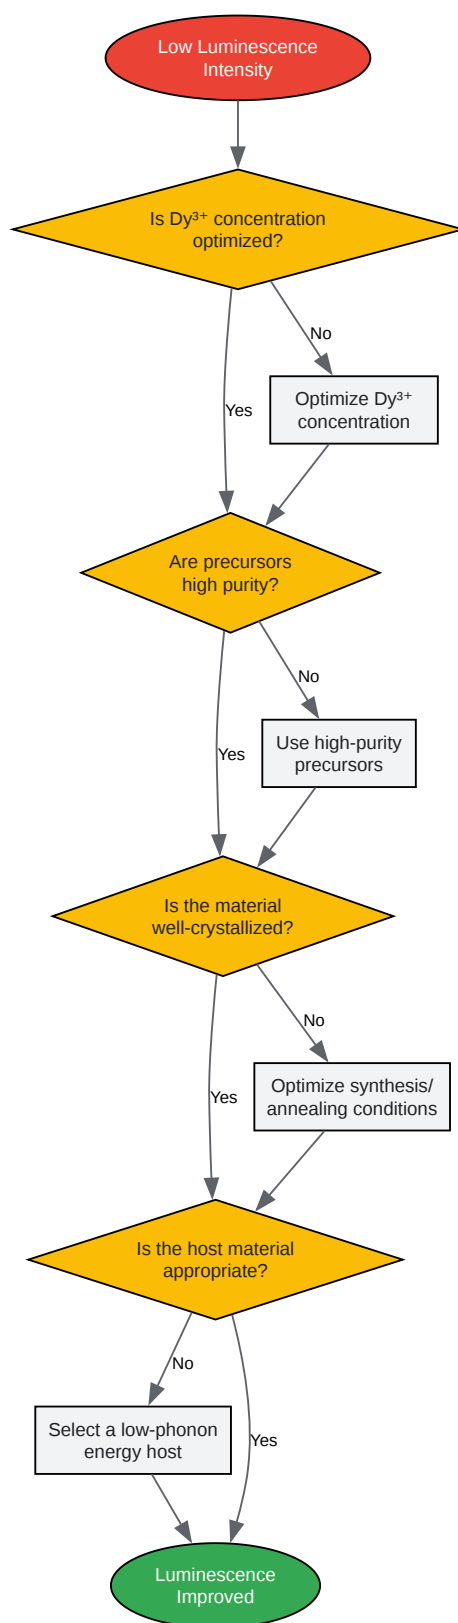 Low Luminescence
Intensity
Is Dy³⁺ concentration
optimized?
No
Optimize Dy³⁺
concentration
Yes
Are precursors
high purity?
No
Use high-purity
precursors
Yes
Is the material
well-crystallized?
No
Optimize synthesis/
annealing conditions
Yes
Is the host material
appropriate?
No
Select a low-phonon
energy host
Yes
Luminescence
Improved